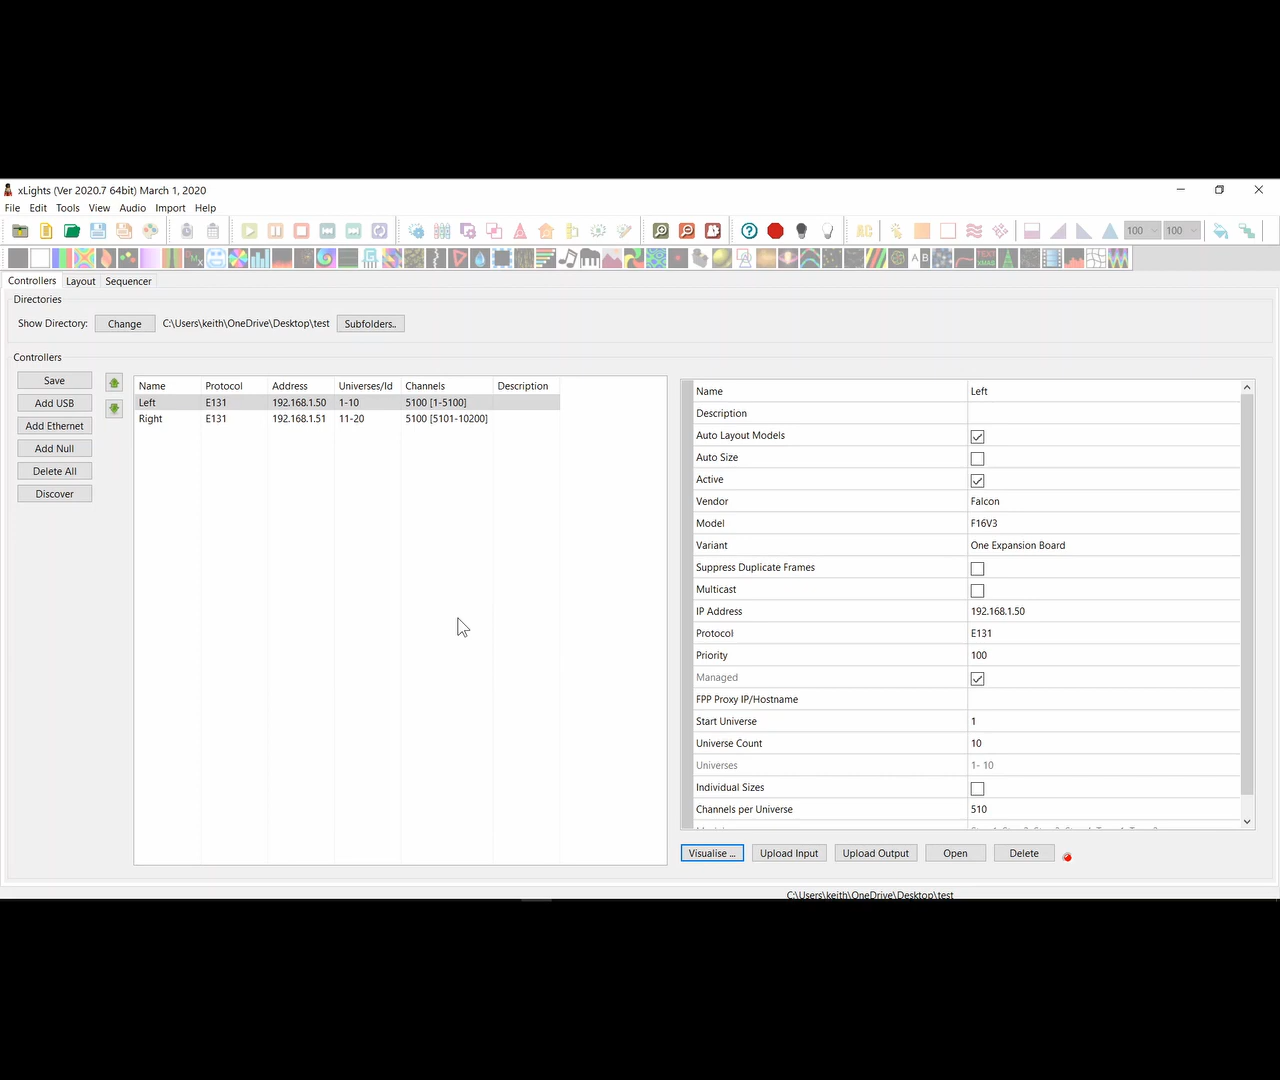 xLights (Ver 2020.7 64bit) March 1, 2020
File Edit Tools View Audio Import Help
100 100
Controllers Layout Sequencer
Directories
Show Directory: Change C:\Users\keith\OneDrive\Desktop\test Subfolders..
Controllers
Save
Add USB
Add Ethernet
Add Null
Delete All
Discover
Name Protocol Address Universes/Id Channels Description
Left E131 192.168.1.50 1-10 5100 [1-5100]
Right E131 192.168.1.51 11-20 5100 [5101-10200]
Name Left
Description
Auto Layout Models
Auto Size
Active
Vendor Falcon
Model F16V3
Variant One Expansion Board
Suppress Duplicate Frames
Multicast
IP Address 192.168.1.50
Protocol E131
Priority 100
Managed
FPP Proxy IP/Hostname
Start Universe 1
Universe Count 10
Universes 1- 10
Individual Sizes
Channels per Universe 510
Visualise ... Upload Input Upload Output Open Delete
C:\Users\keith\OneDrive\Desktop\test